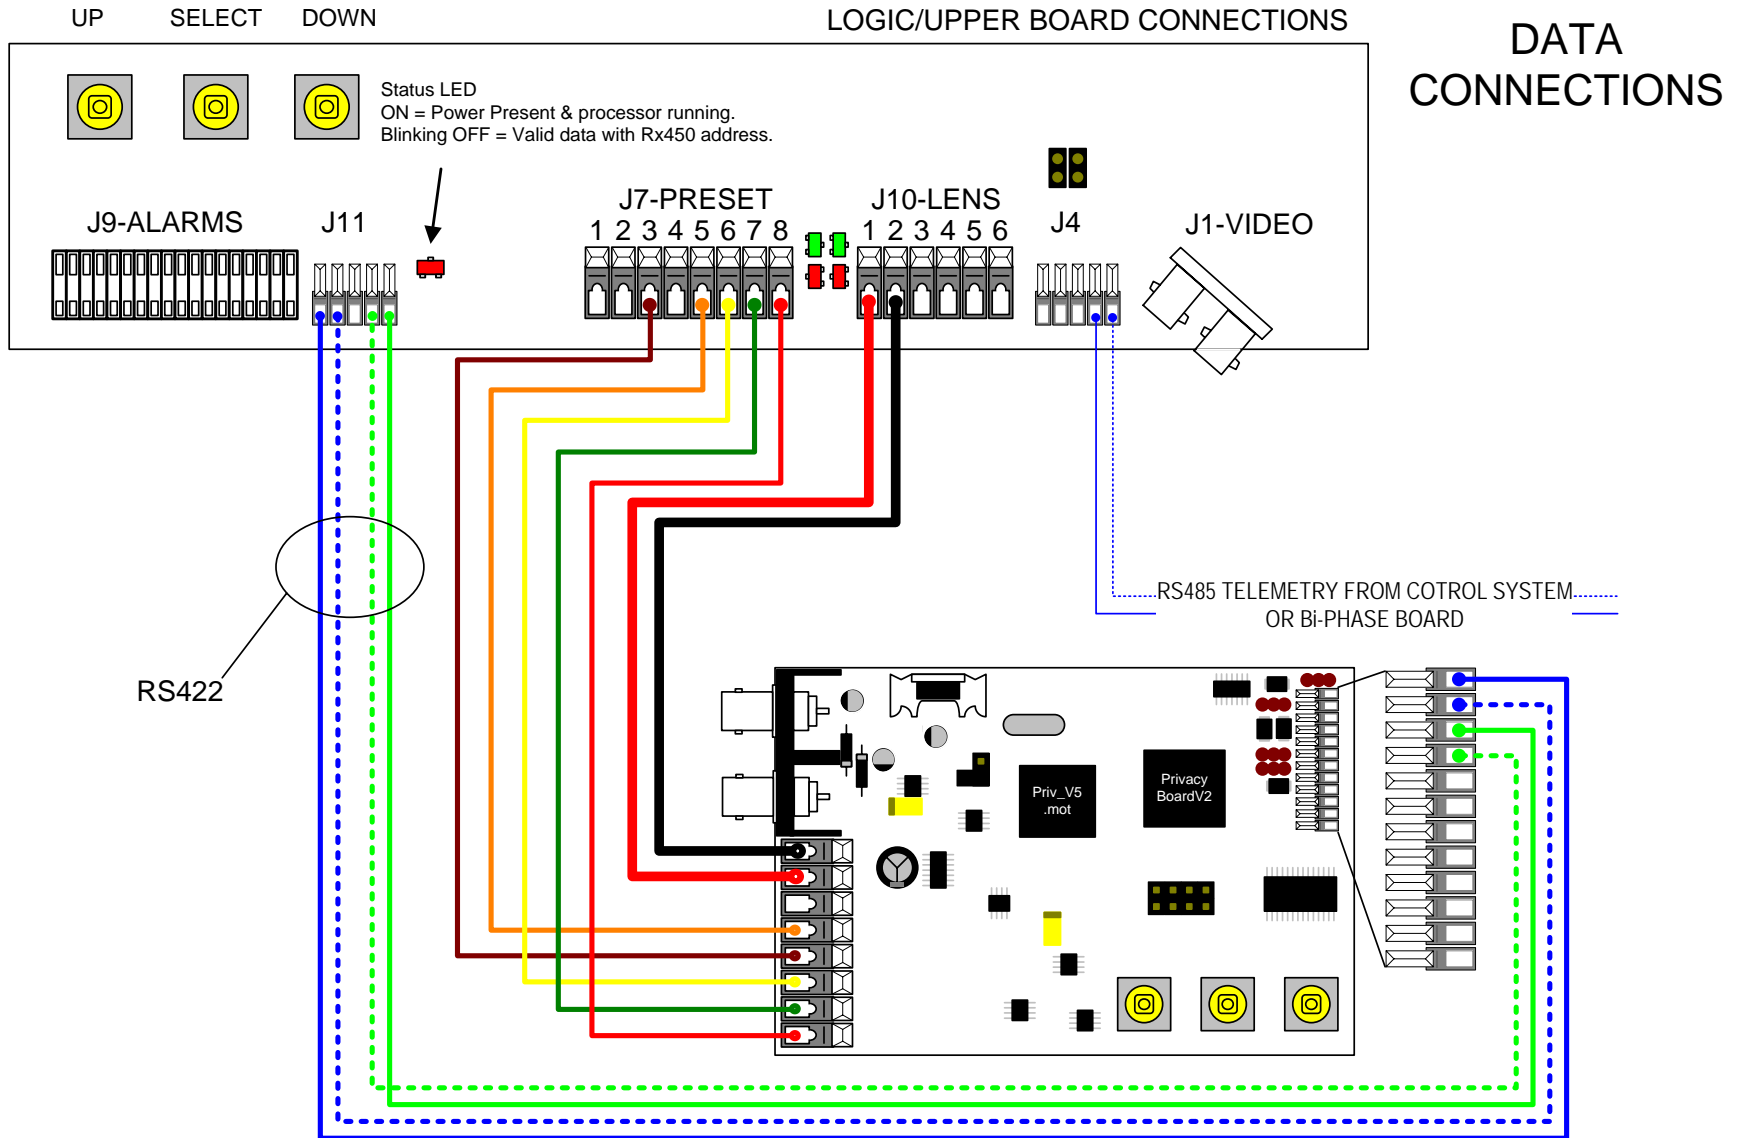 UP SELECT DOWN
LOGIC/UPPER BOARD CONNECTIONS
DATA
CONNECTIONS
Status LED
ON = Power Present & processor running.
Blinking OFF = Valid data with Rx450 address.
J9-ALARMS
J11
J7-PRESET
1 2 3 4 5 6 7 8
J10-LENS
1 2 3 4 5 6
J4
J1-VIDEO
RS422
RS485 TELEMETRY FROM COTROL SYSTEM
OR Bi-PHASE BOARD
Priv_V5
.mot
Privacy
BoardV2